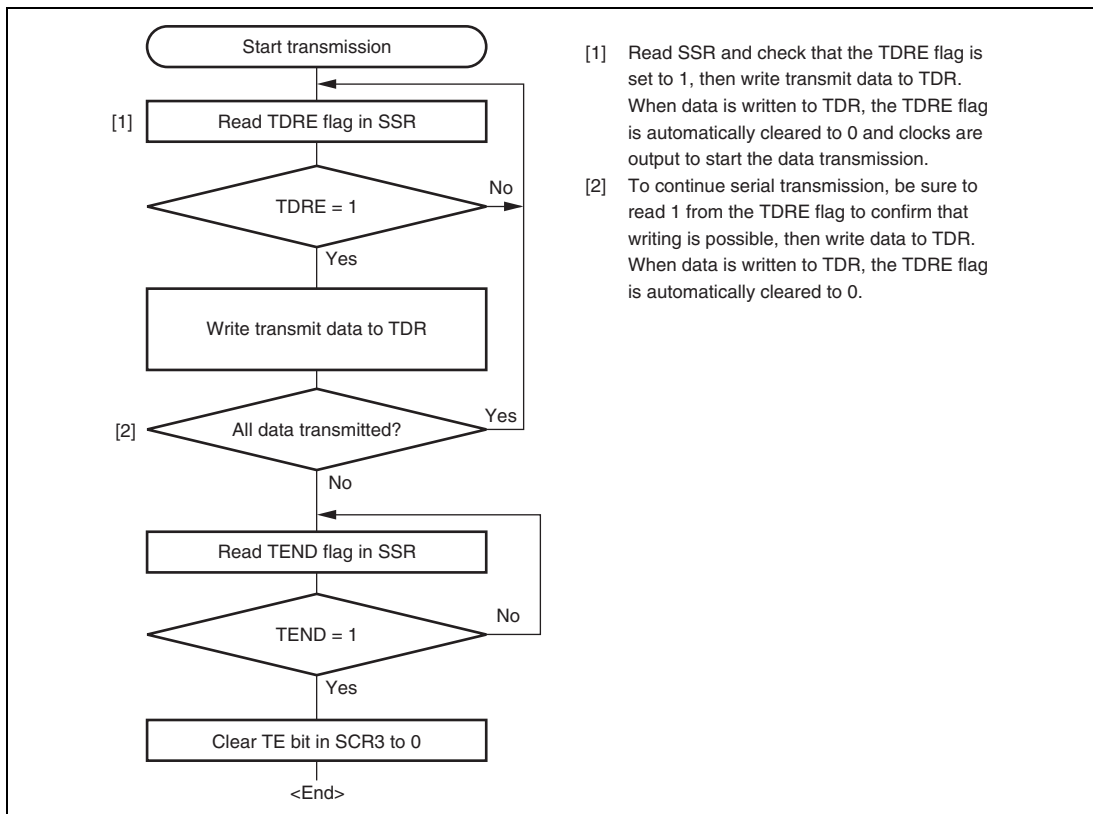 Start transmission
[1]
Read TDRE flag in SSR
TDRE = 1
No
Yes
Write transmit data to TDR
[2]
All data transmitted?
Yes
No
Read TEND flag in SSR
TEND = 1
No
Yes
Clear TE bit in SCR3 to 0
<End>
[1] Read SSR and check that the TDRE flag is
set to 1, then write transmit data to TDR.
When data is written to TDR, the TDRE flag
is automatically cleared to 0 and clocks are
output to start the data transmission.
[2] To continue serial transmission, be sure to
read 1 from the TDRE flag to confirm that
writing is possible, then write data to TDR.
When data is written to TDR, the TDRE flag
is automatically cleared to 0.